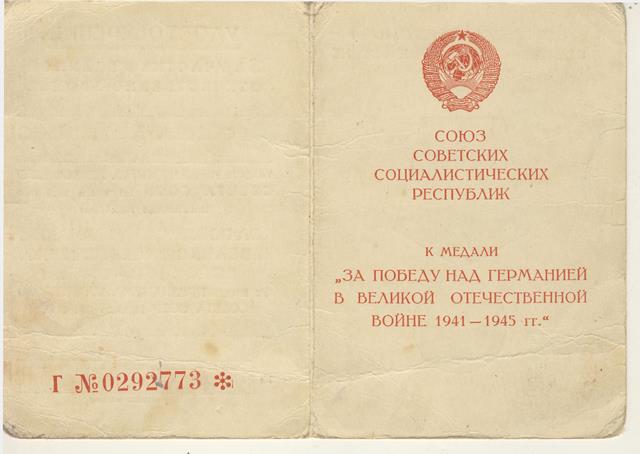 СОЮЗ
СОВЕТСКИХ
СОЦИАЛИСТИЧЕСКИХ
РЕСПУБЛИК
К МЕДАЛИ
„ЗА ПОБЕДУ НАД ГЕРМАНИЕЙ
В ВЕЛИКОЙ ОТЕЧЕСТВЕННОЙ
ВОЙНЕ 1941—1945 гг.“
Г №0292773 ✻